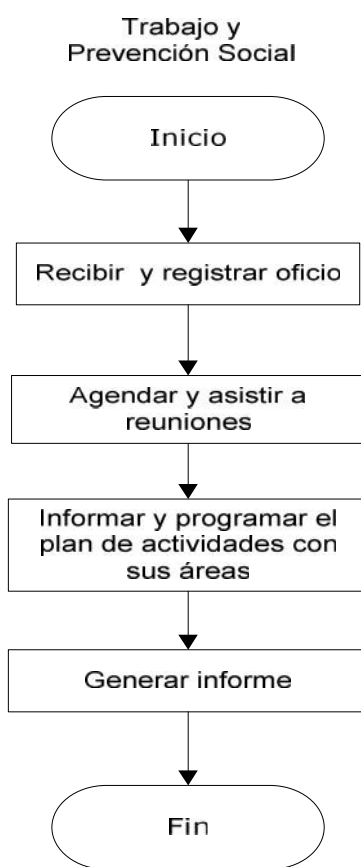 Trabajo y
Prevención Social
Inicio
Recibir y registrar oficio
Agendar y asistir a
reuniones
Informar y programar el
plan de actividades con
sus áreas
Generar informe
Fin